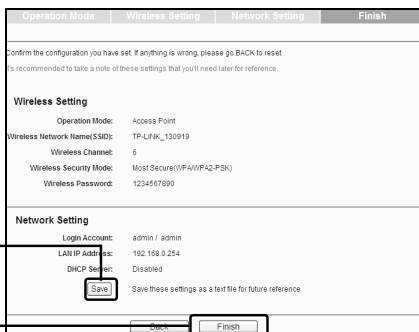 Operation Mode Wireless Setting Network Setting Finish
Confirm the configuration you have set. If anything is wrong, please go BACK to reset.
It's recommended to take a note of these settings that you'll need later for reference.
Wireless Setting
Operation Mode: Access Point
Wireless Network Name(SSID): TP-LINK_130919
Wireless Channel: 6
Wireless Security Mode: Most Secure(WPA/WPA2-PSK)
Wireless Password: 1234567890
Network Setting
Login Account: admin / admin
LAN IP Address: 192.168.0.254
DHCP Server: Disabled
Save Save these settings as a text file for future reference
Back Finish